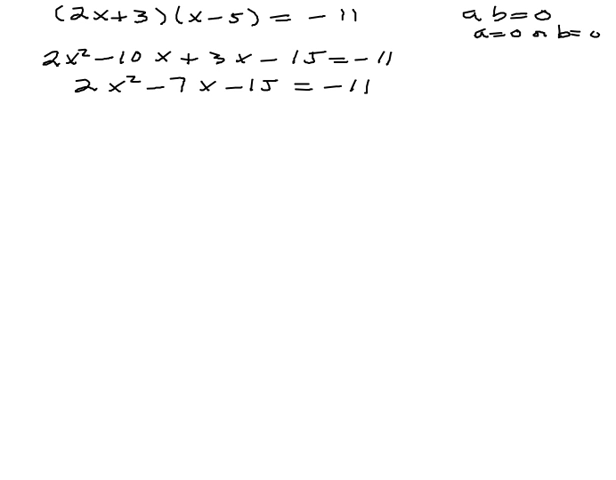 (2x+3)(x-5) = -11
ab=0
a=0 or b=0
2x²-10x+3x-15=-11
2x²-7x-15 = -11